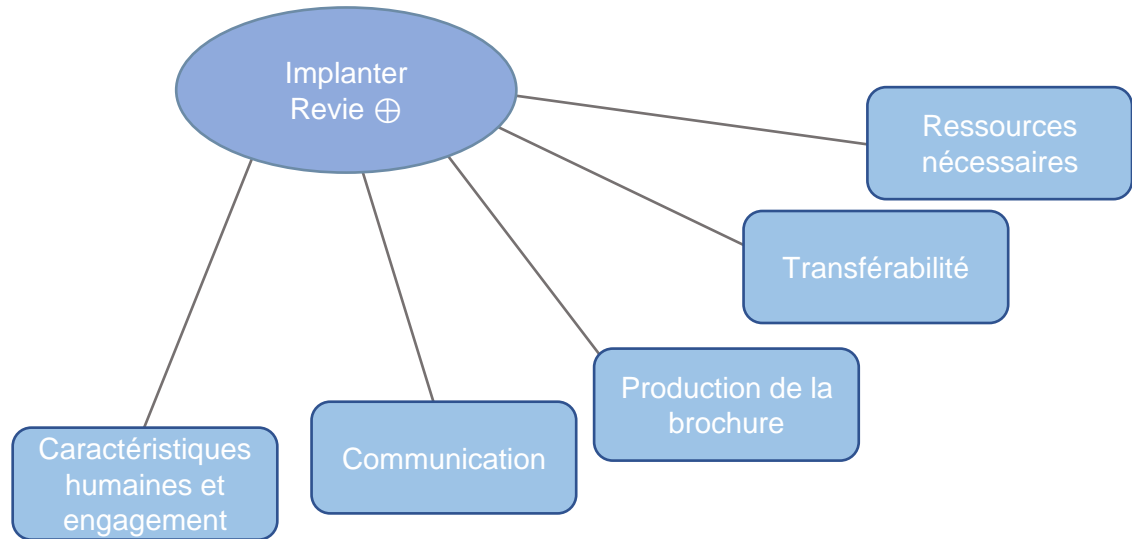 Implanter
Revie ⊕
Ressources
nécessaires
Transférabilité
Production de la
brochure
Communication
Caractéristiques
humaines et
engagement